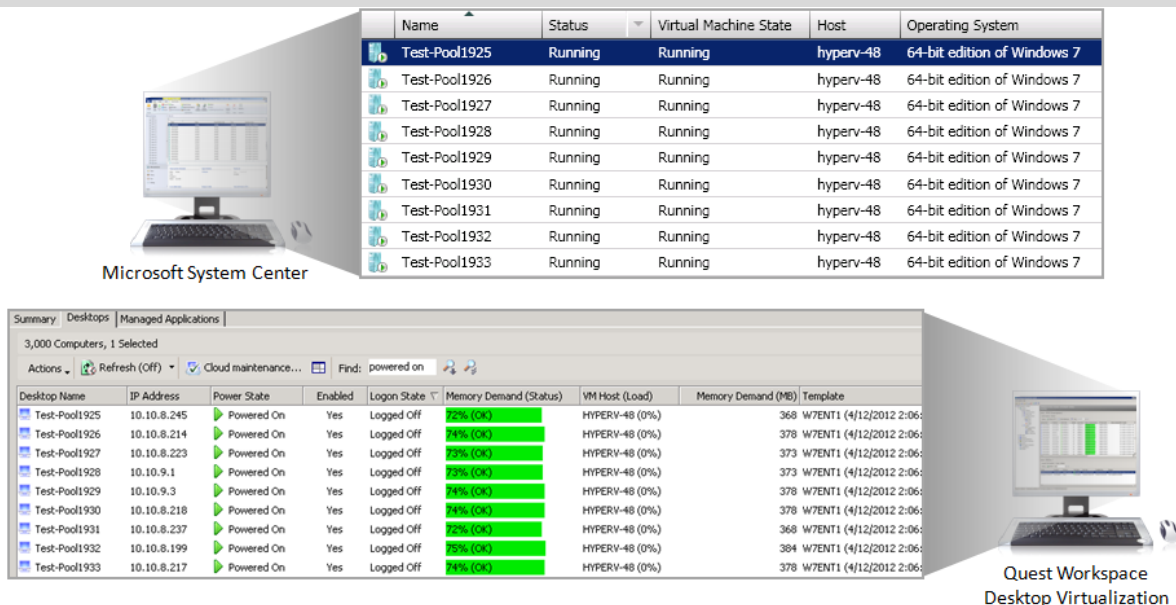 Name Status Virtual Machine State Host Operating System
Test-Pool1925 Running Running hyperv-48 64-bit edition of Windows 7
Test-Pool1926 Running Running hyperv-48 64-bit edition of Windows 7
Test-Pool1927 Running Running hyperv-48 64-bit edition of Windows 7
Test-Pool1928 Running Running hyperv-48 64-bit edition of Windows 7
Test-Pool1929 Running Running hyperv-48 64-bit edition of Windows 7
Test-Pool1930 Running Running hyperv-48 64-bit edition of Windows 7
Test-Pool1931 Running Running hyperv-48 64-bit edition of Windows 7
Test-Pool1932 Running Running hyperv-48 64-bit edition of Windows 7
Test-Pool1933 Running Running hyperv-48 64-bit edition of Windows 7
Microsoft System Center
Summary Desktops Managed Applications
3,000 Computers, 1 Selected
Actions Refresh (Off) Cloud maintenance... Find: powered on
Desktop Name IP Address Power State Enabled Logon State Memory Demand (Status) VM Host (Load) Memory Demand (MB) Template
Test-Pool1925 10.10.8.245 Powered On Yes Logged Off 72% (OK) HYPERV-48 (0%) 368 W7ENT1 (4/12/2012 2:06:
Test-Pool1926 10.10.8.214 Powered On Yes Logged Off 74% (OK) HYPERV-48 (0%) 378 W7ENT1 (4/12/2012 2:06:
Test-Pool1927 10.10.8.223 Powered On Yes Logged Off 73% (OK) HYPERV-48 (0%) 373 W7ENT1 (4/12/2012 2:06:
Test-Pool1928 10.10.9.1 Powered On Yes Logged Off 73% (OK) HYPERV-48 (0%) 373 W7ENT1 (4/12/2012 2:06:
Test-Pool1929 10.10.9.3 Powered On Yes Logged Off 74% (OK) HYPERV-48 (0%) 378 W7ENT1 (4/12/2012 2:06:
Test-Pool1930 10.10.8.218 Powered On Yes Logged Off 74% (OK) HYPERV-48 (0%) 378 W7ENT1 (4/12/2012 2:06:
Test-Pool1931 10.10.8.237 Powered On Yes Logged Off 72% (OK) HYPERV-48 (0%) 368 W7ENT1 (4/12/2012 2:06:
Test-Pool1932 10.10.8.199 Powered On Yes Logged Off 75% (OK) HYPERV-48 (0%) 384 W7ENT1 (4/12/2012 2:06:
Test-Pool1933 10.10.8.217 Powered On Yes Logged Off 74% (OK) HYPERV-48 (0%) 378 W7ENT1 (4/12/2012 2:06:
Quest Workspace
Desktop Virtualization